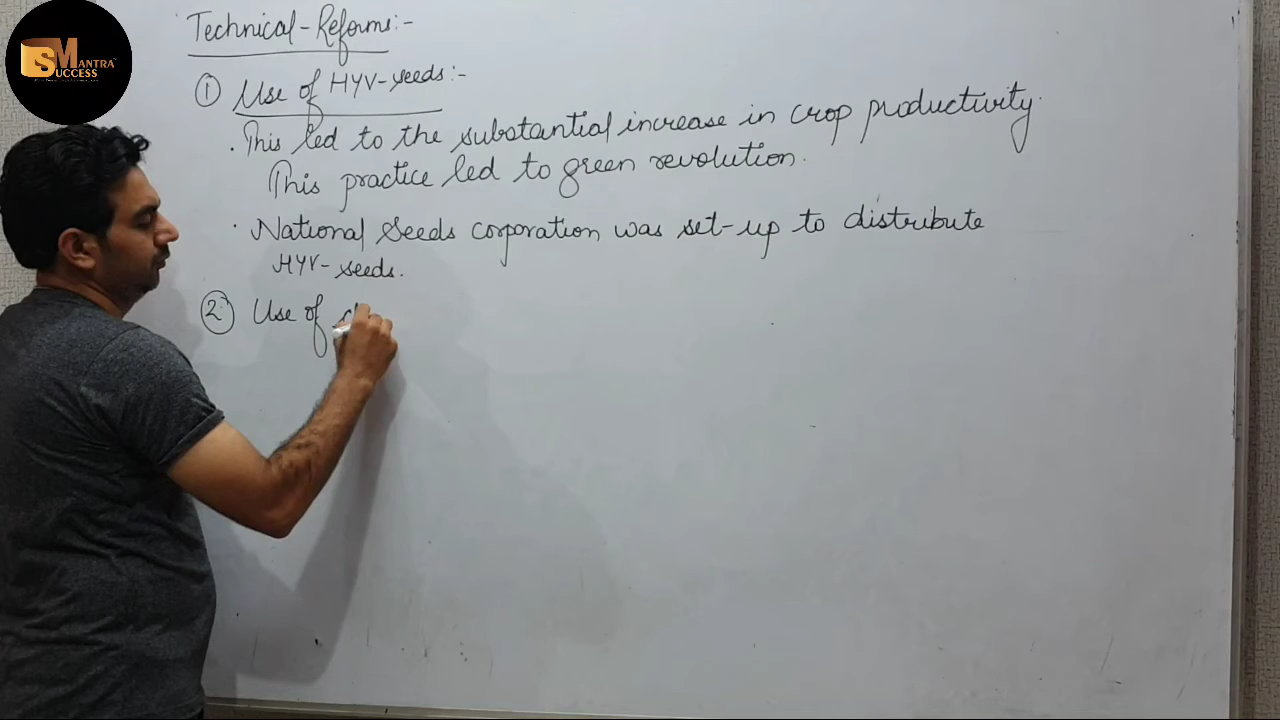 SMANTRA
SUCCESS
Technical-Reforms:-
① Use of HYV-seeds:-
. This led to the substantial increase in crop productivity.
This practice led to green revolution.
. National Seeds corporation was set-up to distribute
HYV-seeds.
② Use of